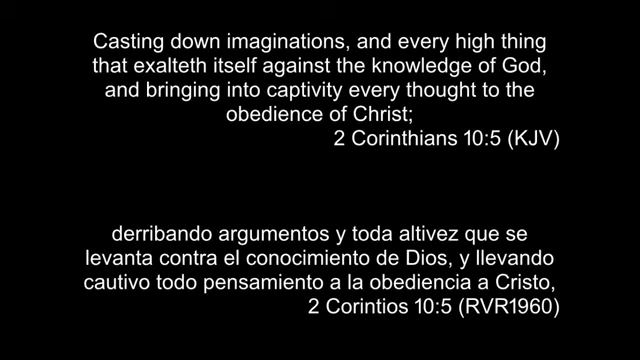 Casting down imaginations, and every high thing
that exalteth itself against the knowledge of God,
and bringing into captivity every thought to the
obedience of Christ;
2 Corinthians 10:5 (KJV)
derribando argumentos y toda altivez que se
levanta contra el conocimiento de Dios, y llevando
cautivo todo pensamiento a la obediencia a Cristo,
2 Corintios 10:5 (RVR1960)